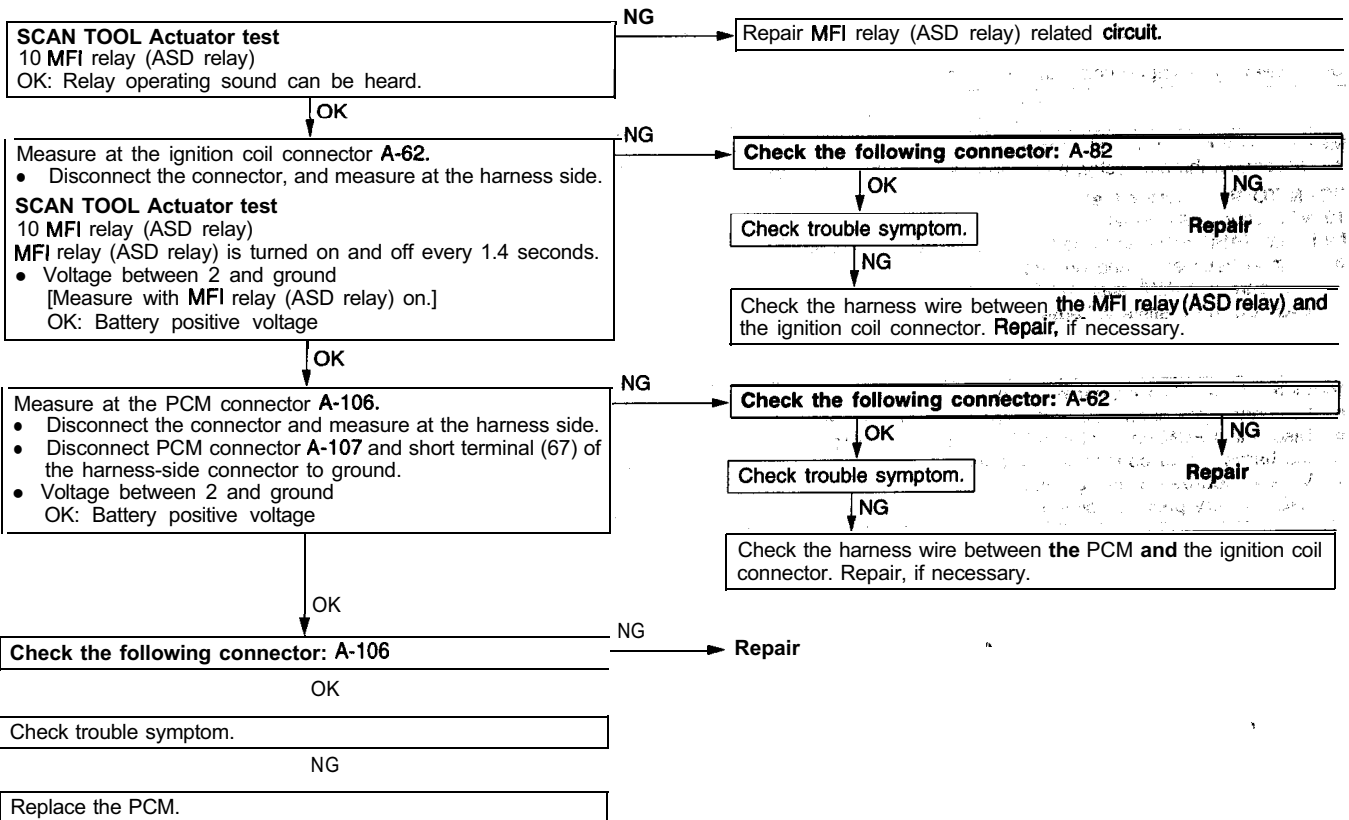 SCAN TOOL Actuator test
10 MFI relay (ASD relay)
OK: Relay operating sound can be heard.
NG
Repair MFI relay (ASD relay) related circuit.
OK
Measure at the ignition coil connector A-62.
• Disconnect the connector, and measure at the harness side.
SCAN TOOL Actuator test
10 MFI relay (ASD relay)
MFI relay (ASD relay) is turned on and off every 1.4 seconds.
• Voltage between 2 and ground
[Measure with MFI relay (ASD relay) on.]
OK: Battery positive voltage
NG
Check the following connector: A-82
OK
NG
Check trouble symptom.
Repair
NG
Check the harness wire between the MFI relay (ASD relay) and
the ignition coil connector. Repair, if necessary.
OK
Measure at the PCM connector A-106.
• Disconnect the connector and measure at the harness side.
• Disconnect PCM connector A-107 and short terminal (67) of
the harness-side connector to ground.
• Voltage between 2 and ground
OK: Battery positive voltage
NG
Check the following connector: A-62
OK
NG
Check trouble symptom.
Repair
NG
Check the harness wire between the PCM and the ignition coil
connector. Repair, if necessary.
OK
Check the following connector: A-106
NG
Repair
OK
Check trouble symptom.
NG
Replace the PCM.